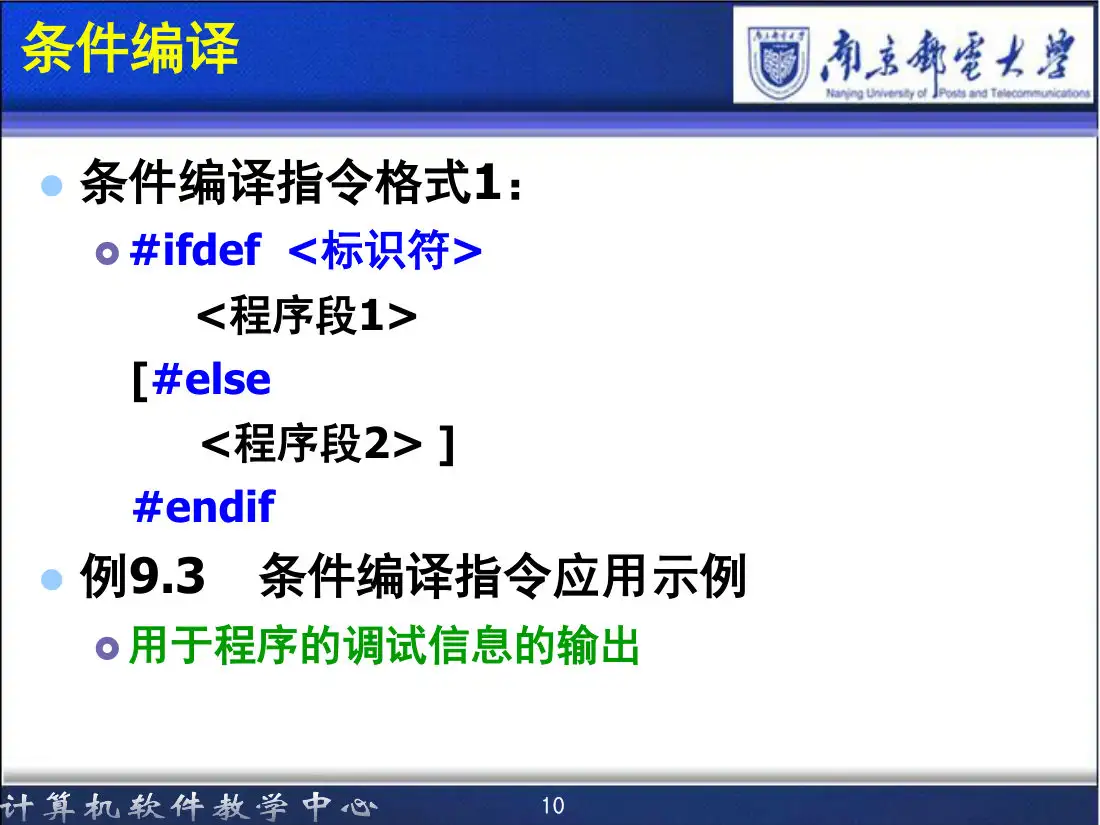 条件编译
南京邮电大学
Nanjing University of Posts and Telecommunications
条件编译指令格式1：
#ifdef <标识符>
<程序段1>
[#else
<程序段2> ]
#endif
例9.3 条件编译指令应用示例
用于程序的调试信息的输出
计算机软件教学中心
10